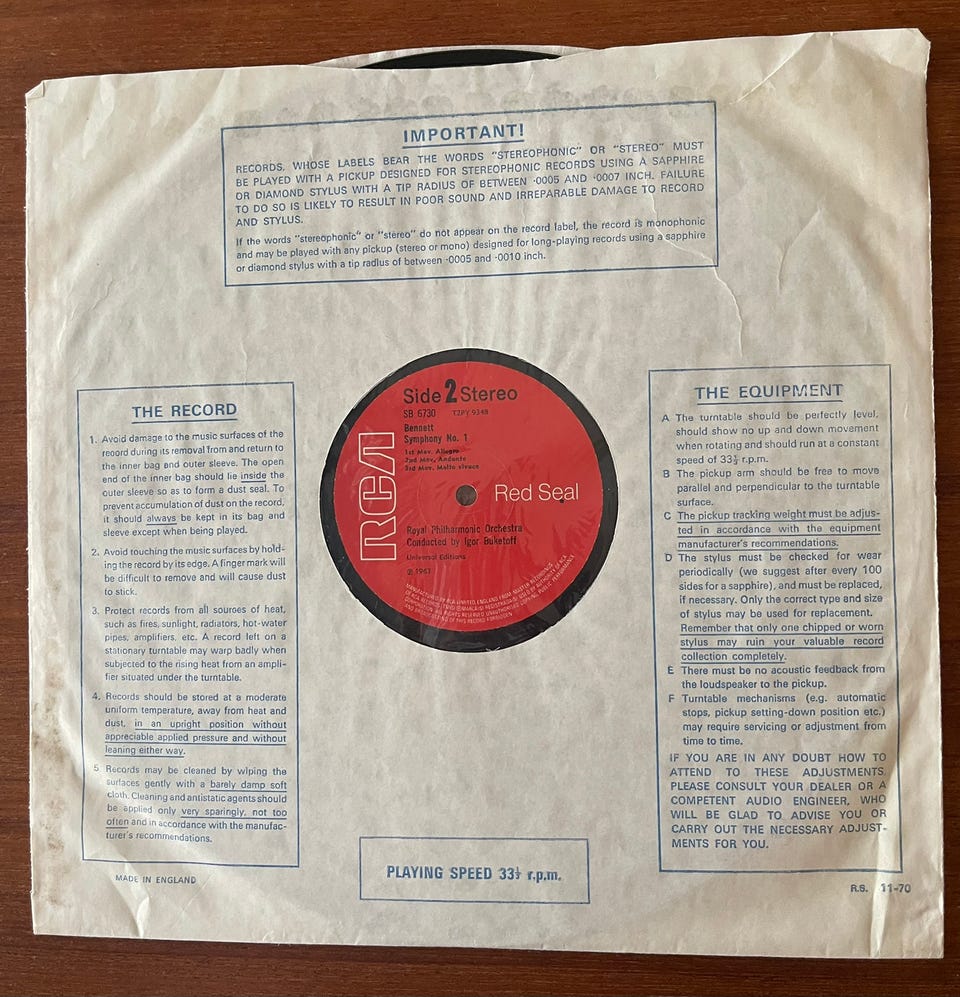 IMPORTANT!
RECORDS, WHOSE LABELS BEAR THE WORDS "STEREOPHONIC" OR "STEREO" MUST
BE PLAYED WITH A PICKUP DESIGNED FOR STEREOPHONIC RECORDS USING A SAPPHIRE
OR DIAMOND STYLUS WITH A TIP RADIUS OF BETWEEN ·0005 AND ·0007 INCH. FAILURE
TO DO SO IS LIKELY TO RESULT IN POOR SOUND AND IRREPARABLE DAMAGE TO RECORD
AND STYLUS.
If the words "stereophonic" or "stereo" do not appear on the record label, the record is monophonic
and may be played with any pickup (stereo or mono) designed for long-playing records using a sapphire
or diamond stylus with a tip radius of between ·0005 and ·0010 inch.
THE RECORD
1. Avoid damage to the music surfaces of the
record during its removal from and return to
the inner bag and outer sleeve. The open
end of the inner bag should lie inside the
outer sleeve so as to form a dust seal. To
prevent accumulation of dust on the record,
it should always be kept in its bag and
sleeve except when being played.
2. Avoid touching the music surfaces by hold-
ing the record by its edge. A finger mark will
be difficult to remove and will cause dust
to stick.
3. Protect records from all sources of heat,
such as fires, sunlight, radiators, hot-water
pipes, amplifiers, etc. A record left on a
stationary turntable may warp badly when
subjected to the rising heat from an ampli-
fier situated under the turntable.
4. Records should be stored at a moderate
uniform temperature, away from heat and
dust, in an upright position without
appreciable applied pressure and without
leaning either way.
5. Records may be cleaned by wiping the
surfaces gently with a barely damp soft
cloth. Cleaning and antistatic agents should
be applied only very sparingly, not too
often and in accordance with the manufac-
turer's recommendations.
MADE IN ENGLAND
Side 2 Stereo
SB 6730 T2PY 9348
Bennett
Symphony No. 1
1st Mov. Allegro
2nd Mov. Andante
3rd Mov. Molto vivace
RCA
Red Seal
Royal Philharmonic Orchestra
Conducted by Igor Buketoff
Universal Editions
MANUFACTURED BY RCA LIMITED ENGLAND FROM MASTER RECORDINGS
THE EQUIPMENT
A The turntable should be perfectly level,
should show no up and down movement
when rotating and should run at a constant
speed of 33⅓ r.p.m.
B The pickup arm should be free to move
parallel and perpendicular to the turntable
surface.
C The pickup tracking weight must be adjus-
ted in accordance with the equipment
manufacturer's recommendations.
D The stylus must be checked for wear
periodically (we suggest after every 100
sides for a sapphire), and must be replaced,
if necessary. Only the correct type and size
of stylus may be used for replacement.
Remember that only one chipped or worn
stylus may ruin your valuable record
collection completely.
E There must be no acoustic feedback from
the loudspeaker to the pickup.
F Turntable mechanisms (e.g. automatic
stops, pickup setting-down position etc.)
may require servicing or adjustment from
time to time.
IF YOU ARE IN ANY DOUBT HOW TO
ATTEND TO THESE ADJUSTMENTS,
PLEASE CONSULT YOUR DEALER OR A
COMPETENT AUDIO ENGINEER, WHO
WILL BE GLAD TO ADVISE YOU OR
CARRY OUT THE NECESSARY ADJUST-
MENTS FOR YOU.
PLAYING SPEED 33⅓ r.p.m.
R.S. 11-70